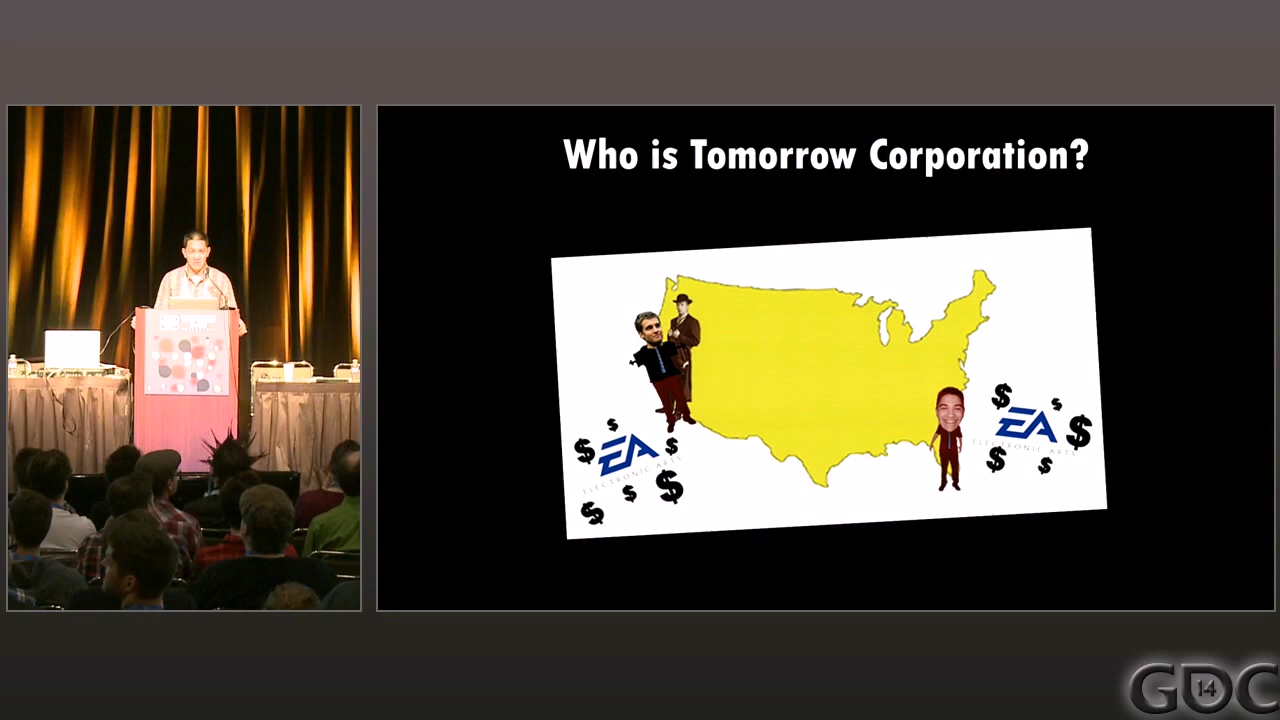 Who is Tomorrow Corporation?
$ $ $ $ $ $
EA
ELECTRONIC ARTS
$ $ $ $ $
EA
ELECTRONIC ARTS
GDC
14